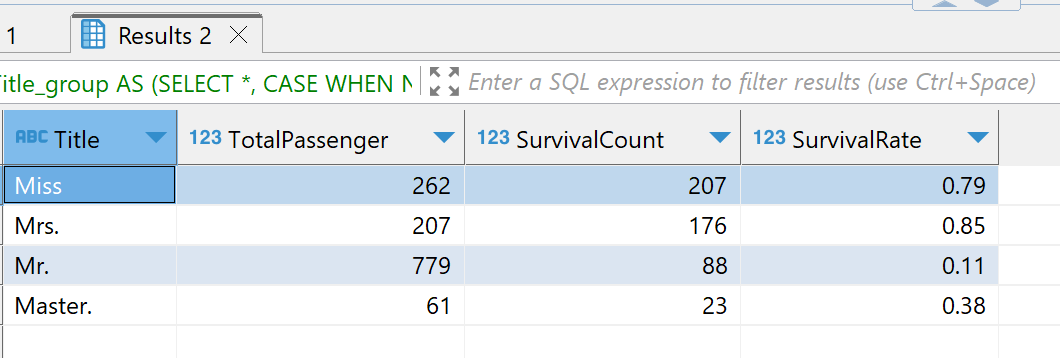 1 Results 2
Title_group AS (SELECT *, CASE WHEN N Enter a SQL expression to filter results (use Ctrl+Space)
ABC Title 123 TotalPassenger 123 SurvivalCount 123 SurvivalRate
Miss 262 207 0.79
Mrs. 207 176 0.85
Mr. 779 88 0.11
Master. 61 23 0.38